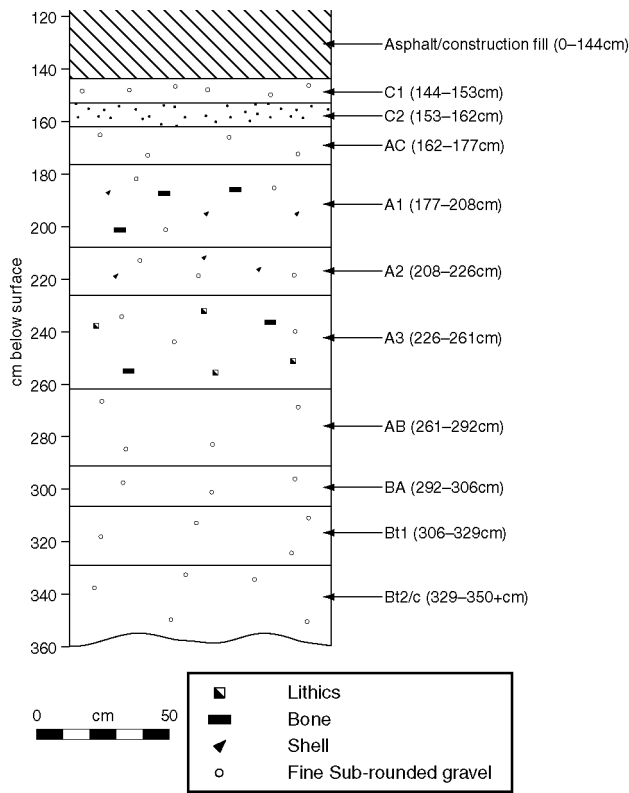 120
Asphalt/construction fill (0–144cm)
140
C1 (144–153cm)
C2 (153–162cm)
160
AC (162–177cm)
180
A1 (177–208cm)
200
A2 (208–226cm)
220
cm below surface
A3 (226–261cm)
240
260
AB (261–292cm)
280
BA (292–306cm)
300
Bt1 (306–329cm)
320
Bt2/c (329–350+cm)
340
360
0 cm 50
Lithics
Bone
Shell
Fine Sub-rounded gravel